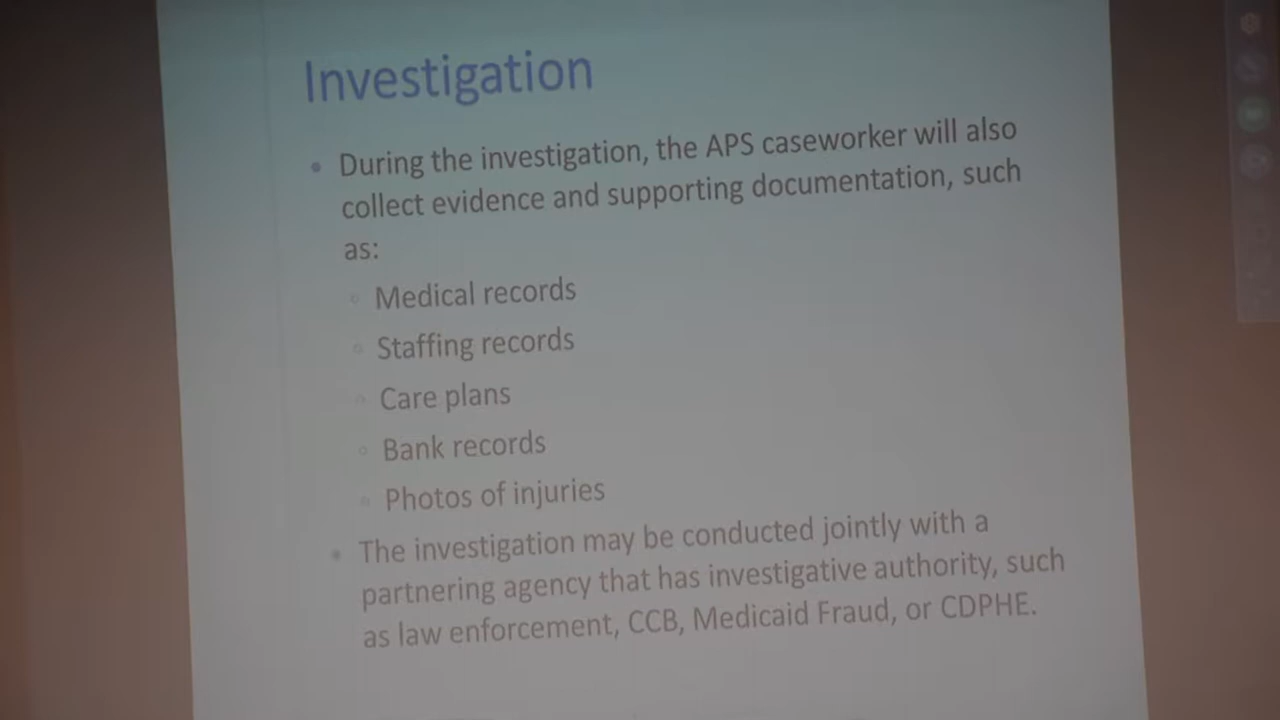 Investigation
• During the investigation, the APS caseworker will also
collect evidence and supporting documentation, such
as:
◦ Medical records
◦ Staffing records
◦ Care plans
◦ Bank records
◦ Photos of injuries
• The investigation may be conducted jointly with a
partnering agency that has investigative authority, such
as law enforcement, CCB, Medicaid Fraud, or CDPHE.